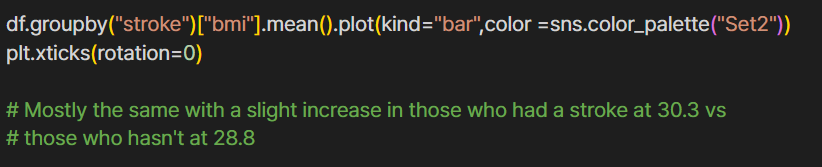 df.groupby("stroke")["bmi"].mean().plot(kind="bar",color =sns.color_palette("Set2"))
plt.xticks(rotation=0)
# Mostly the same with a slight increase in those who had a stroke at 30.3 vs
# those who hasn't at 28.8